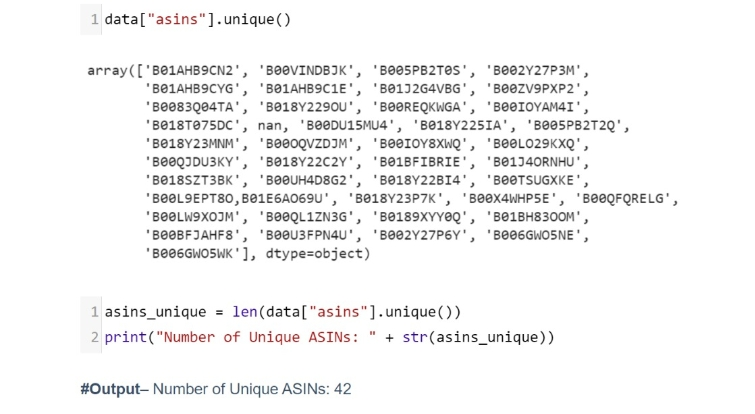 1 data["asins"].unique()
array(['B01AHB9CN2', 'B00VINDBJK', 'B005PB2T0S', 'B002Y27P3M',
'B01AHB9CYG', 'B01AHB9C1E', 'B01J2G4VBG', 'B00ZV9PXP2',
'B0083Q04TA', 'B018Y229OU', 'B00REQKWGA', 'B00IOYAM4I',
'B018T075DC', nan, 'B00DU15MU4', 'B018Y225IA', 'B005PB2T2Q',
'B018Y23MNM', 'B00OQVZDJM', 'B00IOY8XWQ', 'B00LO29KXQ',
'B00QJDU3KY', 'B018Y22C2Y', 'B01BFIBRIE', 'B01J4ORNHU',
'B018SZT3BK', 'B00UH4D8G2', 'B018Y22BI4', 'B00TSUGXKE',
'B00L9EPT8O,B01E6AO69U', 'B018Y23P7K', 'B00X4WHP5E', 'B00QFQRELG',
'B00LW9XOJM', 'B00QL1ZN3G', 'B0189XYY0Q', 'B01BH83OOM',
'B00BFJAHF8', 'B00U3FPN4U', 'B002Y27P6Y', 'B006GWO5NE',
'B006GWO5WK'], dtype=object)
1 asins_unique = len(data["asins"].unique())
2 print("Number of Unique ASINs: " + str(asins_unique))
#Output– Number of Unique ASINs: 42